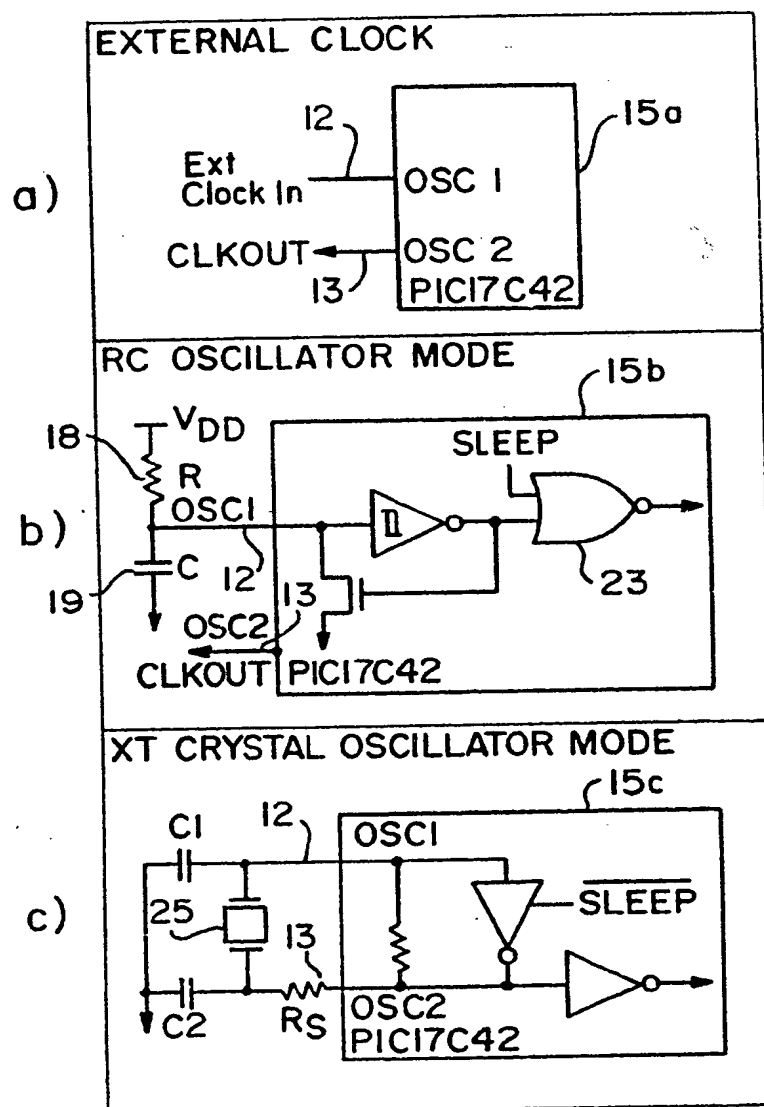 EXTERNAL CLOCK
a)
12
15a
Ext
Clock In
OSC 1
CLKOUT
OSC 2
13
PIC17C42
RC OSCILLATOR MODE
b)
15b
18
VDD
SLEEP
R
OSC1
12
19
C
23
13
OSC2
CLKOUT
PIC17C42
XT CRYSTAL OSCILLATOR MODE
c)
15c
C1
12
OSC1
25
SLEEP
13
C2
RS
OSC2
PIC17C42